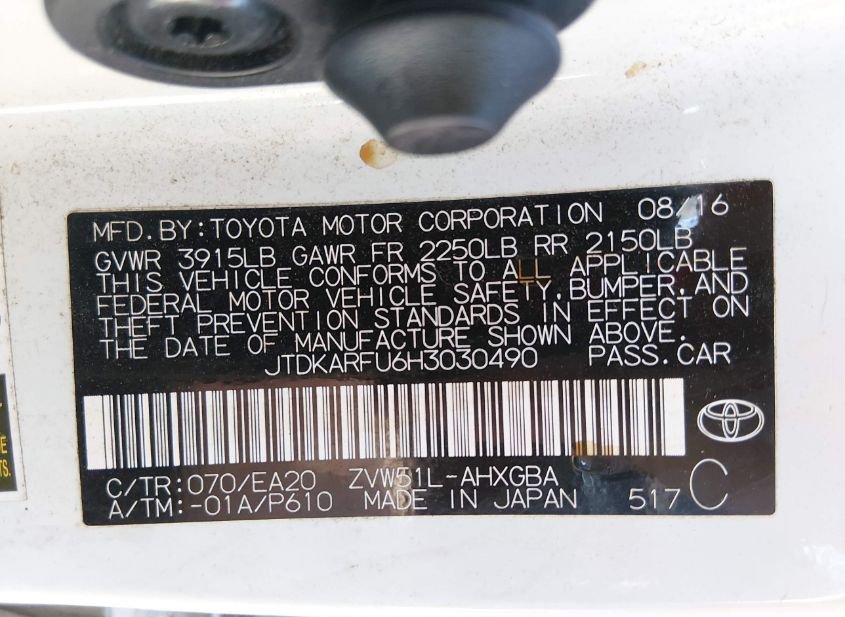 MFD.BY:TOYOTA MOTOR CORPORATION 08/16
GVWR 3915LB GAWR FR 2250LB RR 2150LB
THIS VEHICLE CONFORMS TO ALL APPLICABLE
FEDERAL MOTOR VEHICLE SAFETY,BUMPER,AND
THEFT PREVENTION STANDARDS IN EFFECT ON
THE DATE OF MANUFACTURE SHOWN ABOVE.
JTDKARFU6H3030490 PASS.CAR
C/TR:070/EA20 ZVW51L-AHXGBA
A/TM:-01A/P610 MADE IN JAPAN 517 C
E
TS.